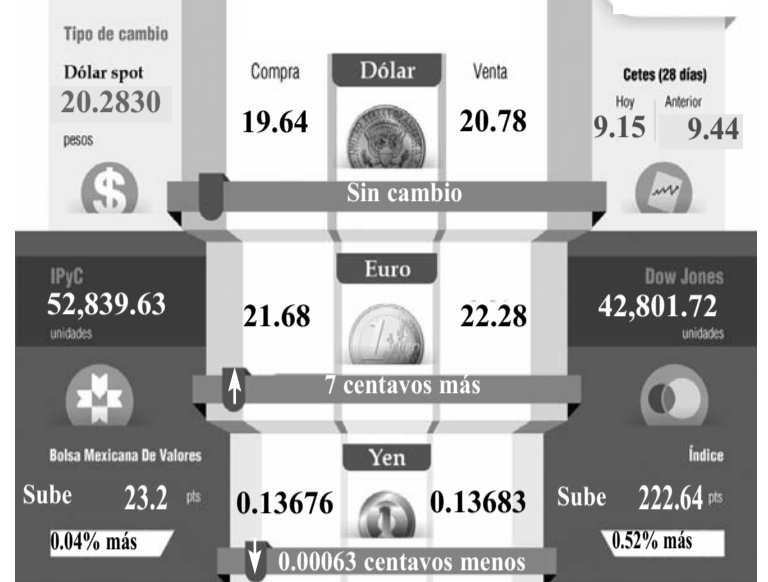 Tipo de cambio
Dólar spot
20.2830
pesos
Compra
19.64
Dólar
Venta
20.78
Sin cambio
Cetes (28 días)
Hoy
Anterior
9.15
9.44
IPyC
52,839.63
unidades
Bolsa Mexicana De Valores
Sube 23.2 pts
0.04% más
Euro
21.68
22.28
7 centavos más
Yen
0.13676
0.13683
0.00063 centavos menos
Dow Jones
42,801.72
unidades
Índice
Sube 222.64 pts
0.52% más